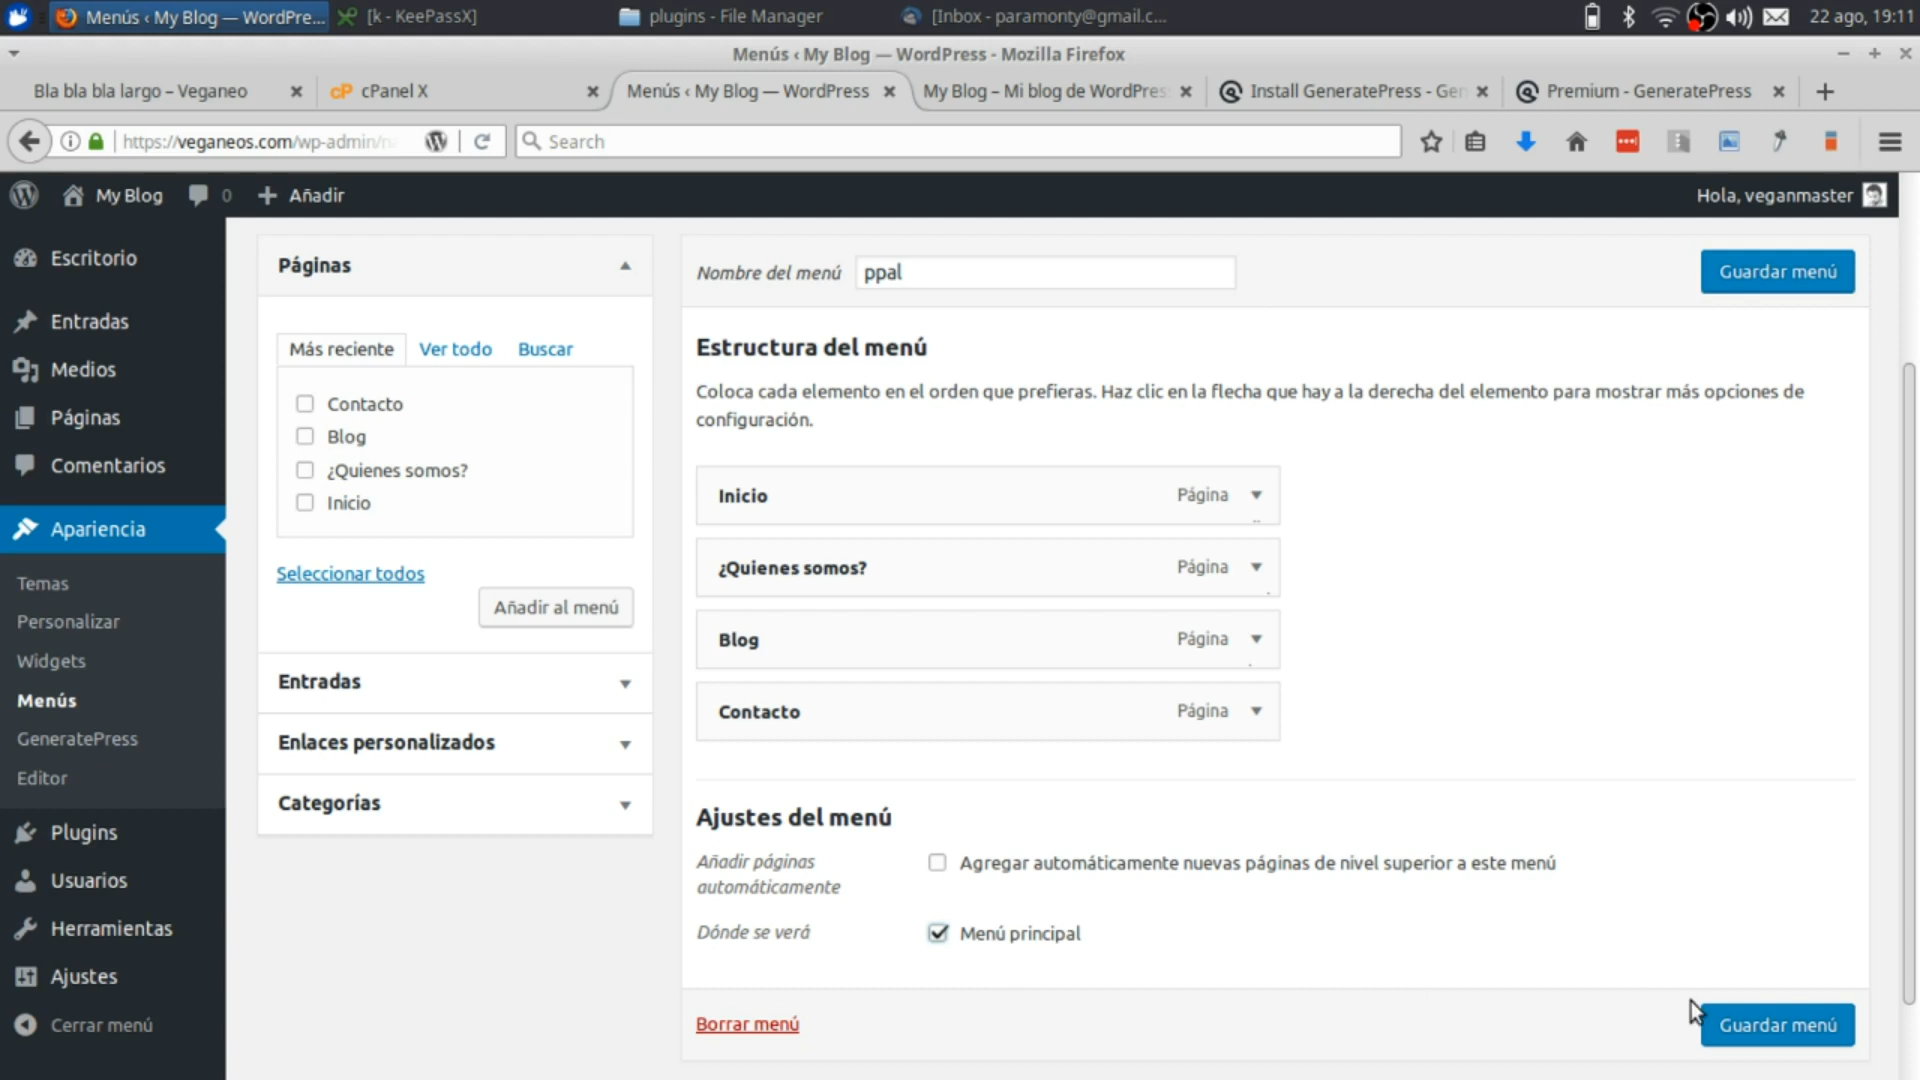 Menús ‹ My Blog — WordPre...
[k - KeePassX]
plugins - File Manager
[Inbox - paramonty@gmail.c...
22 ago, 19:11
Menús ‹ My Blog — WordPress - Mozilla Firefox
Bla bla bla largo – Veganeo
cPanel X
Menús ‹ My Blog — WordPress
My Blog – Mi blog de WordPres
Install GeneratePress - Gen
Premium - GeneratePress
https://veganeos.com/wp-admin/n
Search
My Blog
0
Añadir
Hola, veganmaster
Escritorio
Entradas
Medios
Páginas
Comentarios
Apariencia
Temas
Personalizar
Widgets
Menús
GeneratePress
Editor
Plugins
Usuarios
Herramientas
Ajustes
Cerrar menú
Páginas
Más reciente
Ver todo
Buscar
Contacto
Blog
¿Quienes somos?
Inicio
Seleccionar todos
Añadir al menú
Entradas
Enlaces personalizados
Categorías
Nombre del menú
ppal
Guardar menú
Estructura del menú
Coloca cada elemento en el orden que prefieras. Haz clic en la flecha que hay a la derecha del elemento para mostrar más opciones de
configuración.
Inicio Página
¿Quienes somos? Página
Blog Página
Contacto Página
Ajustes del menú
Añadir páginas
automáticamente
Agregar automáticamente nuevas páginas de nivel superior a este menú
Dónde se verá
Menú principal
Borrar menú
Guardar menú